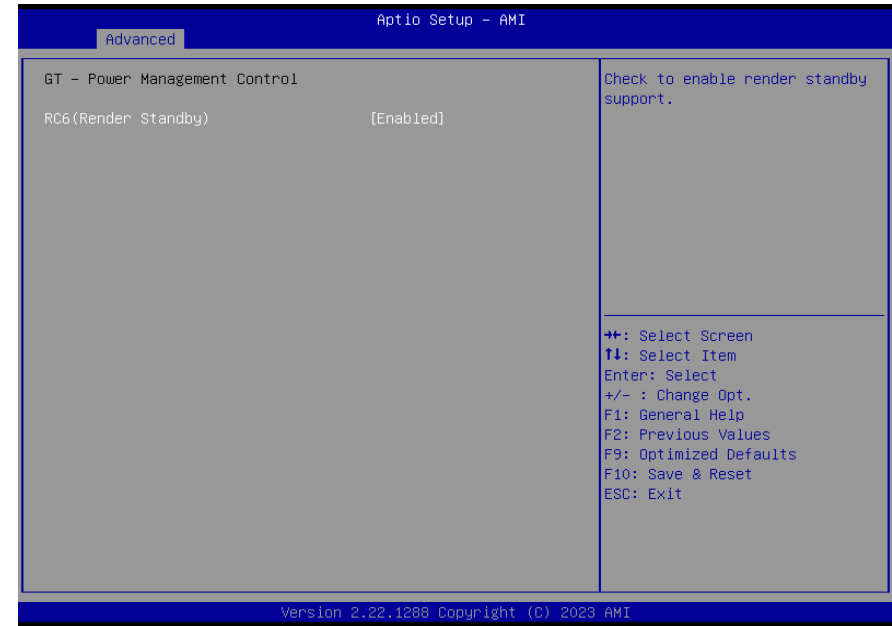 Aptio Setup – AMI
Advanced
GT – Power Management Control
RC6(Render Standby) [Enabled]
Check to enable render standby
support.
→←: Select Screen
↑↓: Select Item
Enter: Select
+/- : Change Opt.
F1: General Help
F2: Previous Values
F9: Optimized Defaults
F10: Save & Reset
ESC: Exit
Version 2.22.1288 Copyright (C) 2023 AMI